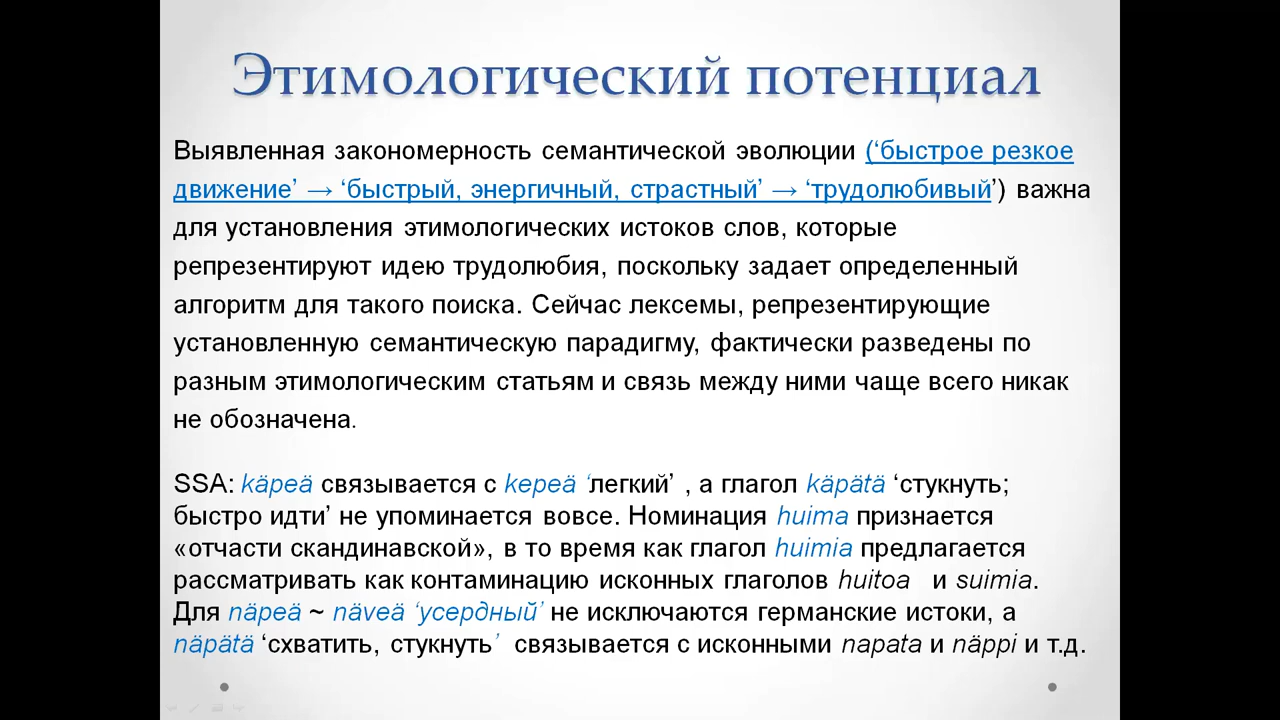 Этимологический потенциал
Выявленная закономерность семантической эволюции (‘быстрое резкое
движение’ → ‘быстрый, энергичный, страстный’ → ‘трудолюбивый’) важна
для установления этимологических истоков слов, которые
репрезентируют идею трудолюбия, поскольку задает определенный
алгоритм для такого поиска. Сейчас лексемы, репрезентирующие
установленную семантическую парадигму, фактически разведены по
разным этимологическим статьям и связь между ними чаще всего никак
не обозначена.
SSA: käpeä связывается с kepeä ‘легкий’ , а глагол käpätä ‘стукнуть;
быстро идти’ не упоминается вовсе. Номинация huima признается
«отчасти скандинавской», в то время как глагол huimia предлагается
рассматривать как контаминацию исконных глаголов huitoa и suimia.
Для näpeä ~ näveä ‘усердный’ не исключаются германские истоки, а
näpätä ‘схватить, стукнуть’ связывается с исконными napata и näppi и т.д.